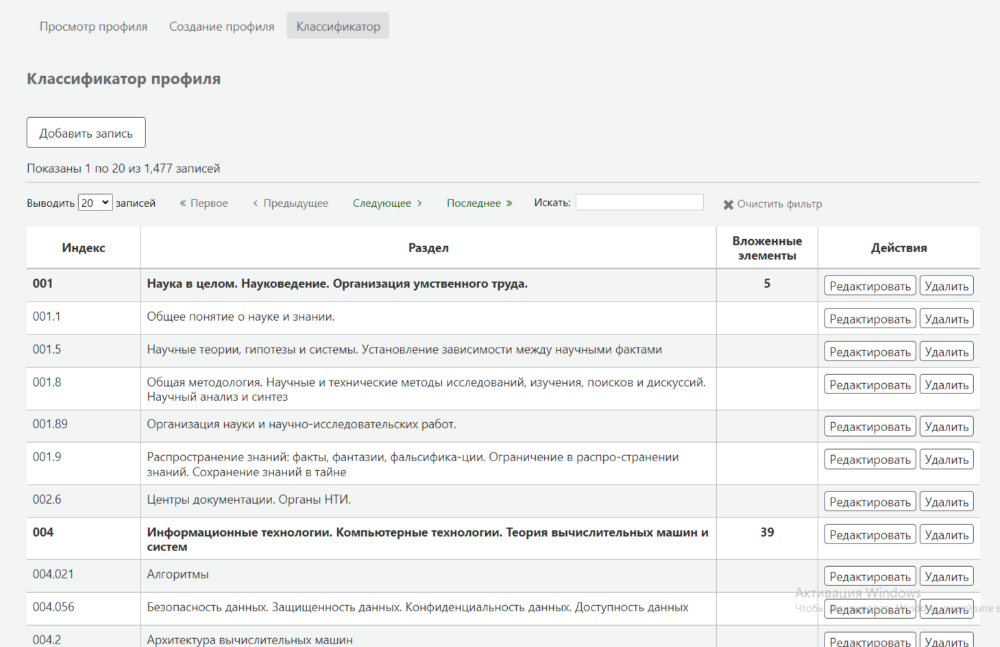 Просмотр профиля Создание профиля Классификатор
Классификатор профиля
Добавить запись
Показаны 1 по 20 из 1,477 записей
Выводить 20 записей « Первое ‹ Предыдущее Следующее › Последнее » Искать: ✖ Очистить фильтр
Индекс Раздел Вложенные элементы Действия
001 Наука в целом. Науковедение. Организация умственного труда. 5 Редактировать Удалить
001.1 Общее понятие о науке и знании. Редактировать Удалить
001.5 Научные теории, гипотезы и системы. Установление зависимости между научными фактами Редактировать Удалить
001.8 Общая методология. Научные и технические методы исследований, изучения, поисков и дискуссий. Редактировать Удалить
Научный анализ и синтез
001.89 Организация науки и научно-исследовательских работ. Редактировать Удалить
001.9 Распространение знаний: факты, фантазии, фальсифика-ции. Ограничение в распро-странении Редактировать Удалить
знаний. Сохранение знаний в тайне
002.6 Центры документации. Органы НТИ. Редактировать Удалить
004 Информационные технологии. Компьютерные технологии. Теория вычислительных машин и 39 Редактировать Удалить
систем
004.021 Алгоритмы Редактировать Удалить
Активация Windows
004.056 Безопасность данных. Защищенность данных. Конфиденциальность данных. Доступность данных Редактировать Удалить
Чтобы активировать Windows, перейдите в
004.2 Архитектура вычислительных машин Редактировать Удалить